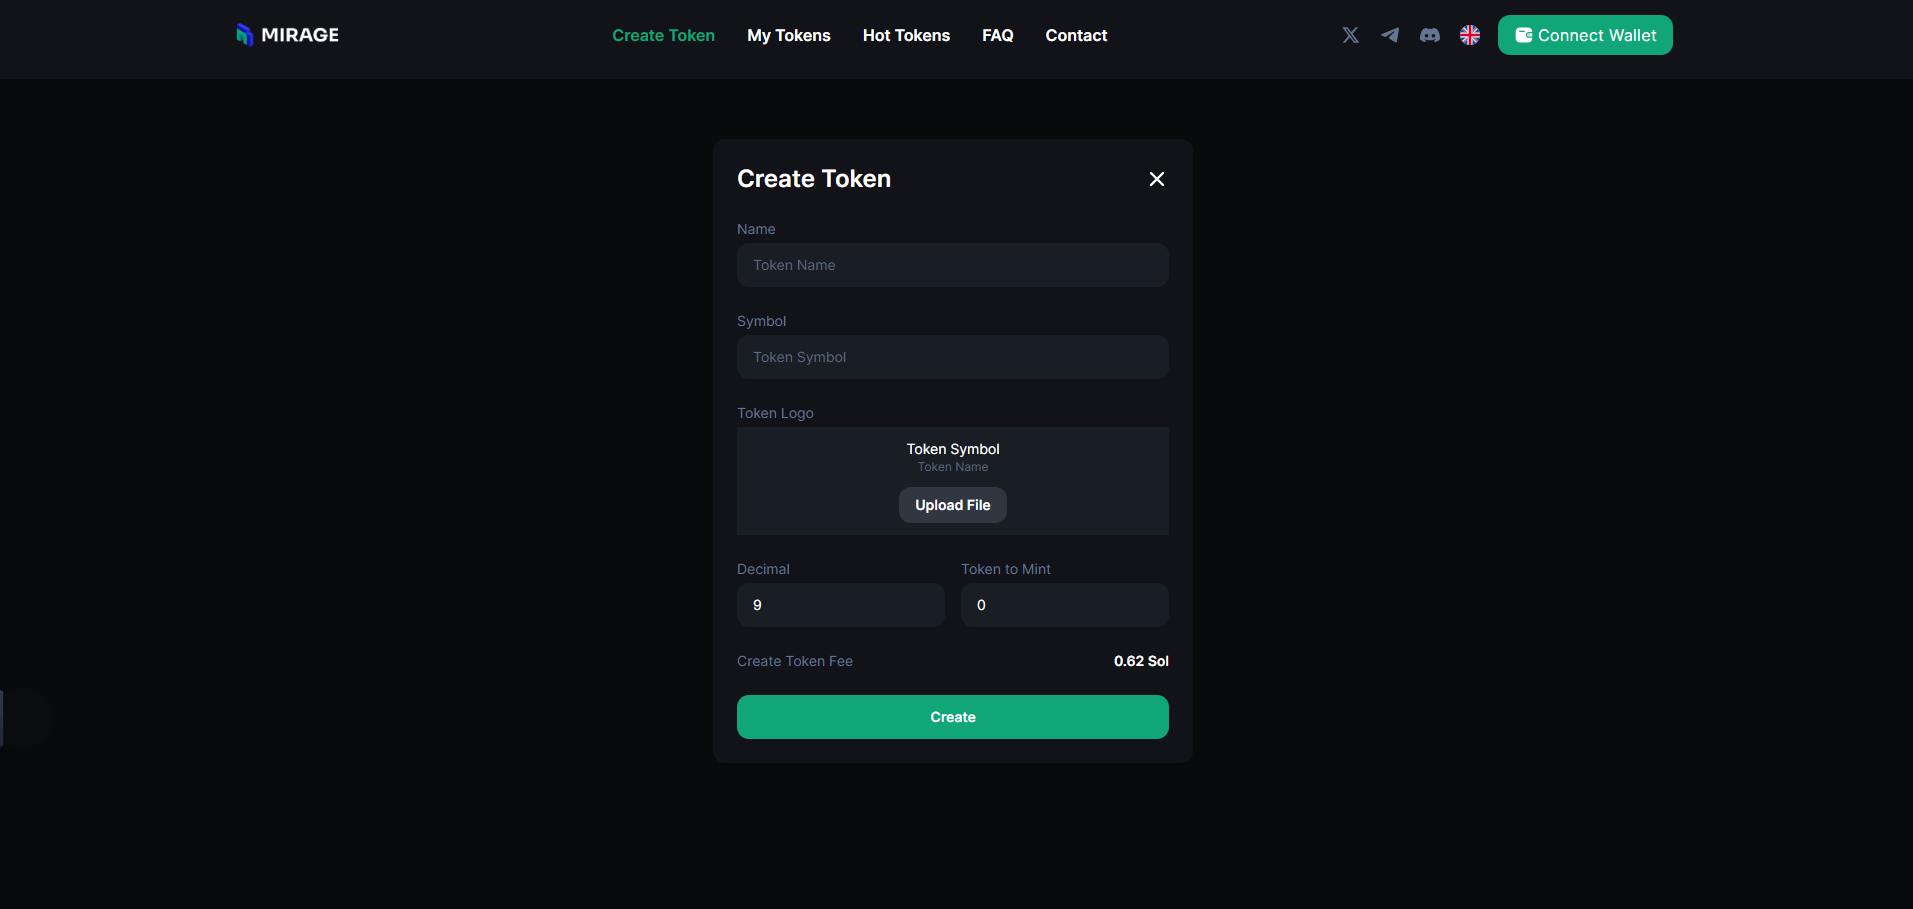 MIRAGE
Create Token My Tokens Hot Tokens FAQ Contact
Connect Wallet
Create Token
Name
Token Name
Symbol
Token Symbol
Token Logo
Token Symbol
Token Name
Upload File
Decimal Token to Mint
9 0
Create Token Fee 0.62 Sol
Create